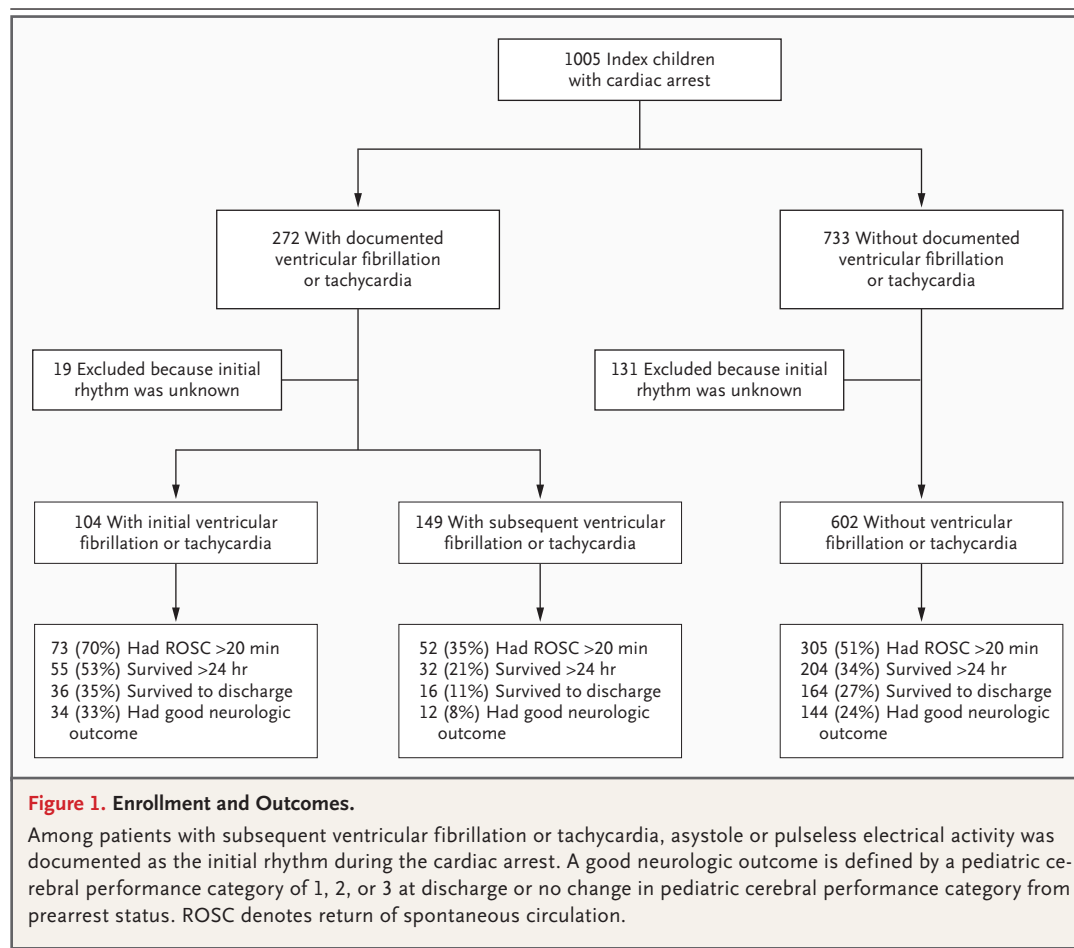 1005 Index children
with cardiac arrest
272 With documented
ventricular fibrillation
or tachycardia
733 Without documented
ventricular fibrillation
or tachycardia
19 Excluded because initial
rhythm was unknown
131 Excluded because initial
rhythm was unknown
104 With initial ventricular
fibrillation or tachycardia
149 With subsequent ventricular
fibrillation or tachycardia
602 Without ventricular
fibrillation or tachycardia
73 (70%) Had ROSC >20 min
55 (53%) Survived >24 hr
36 (35%) Survived to discharge
34 (33%) Had good neurologic
outcome
52 (35%) Had ROSC >20 min
32 (21%) Survived >24 hr
16 (11%) Survived to discharge
12 (8%) Had good neurologic
outcome
305 (51%) Had ROSC >20 min
204 (34%) Survived >24 hr
164 (27%) Survived to discharge
144 (24%) Had good neurologic
outcome
Figure 1. Enrollment and Outcomes.
Among patients with subsequent ventricular fibrillation or tachycardia, asystole or pulseless electrical activity was
documented as the initial rhythm during the cardiac arrest. A good neurologic outcome is defined by a pediatric ce-
rebral performance category of 1, 2, or 3 at discharge or no change in pediatric cerebral performance category from
prearrest status. ROSC denotes return of spontaneous circulation.